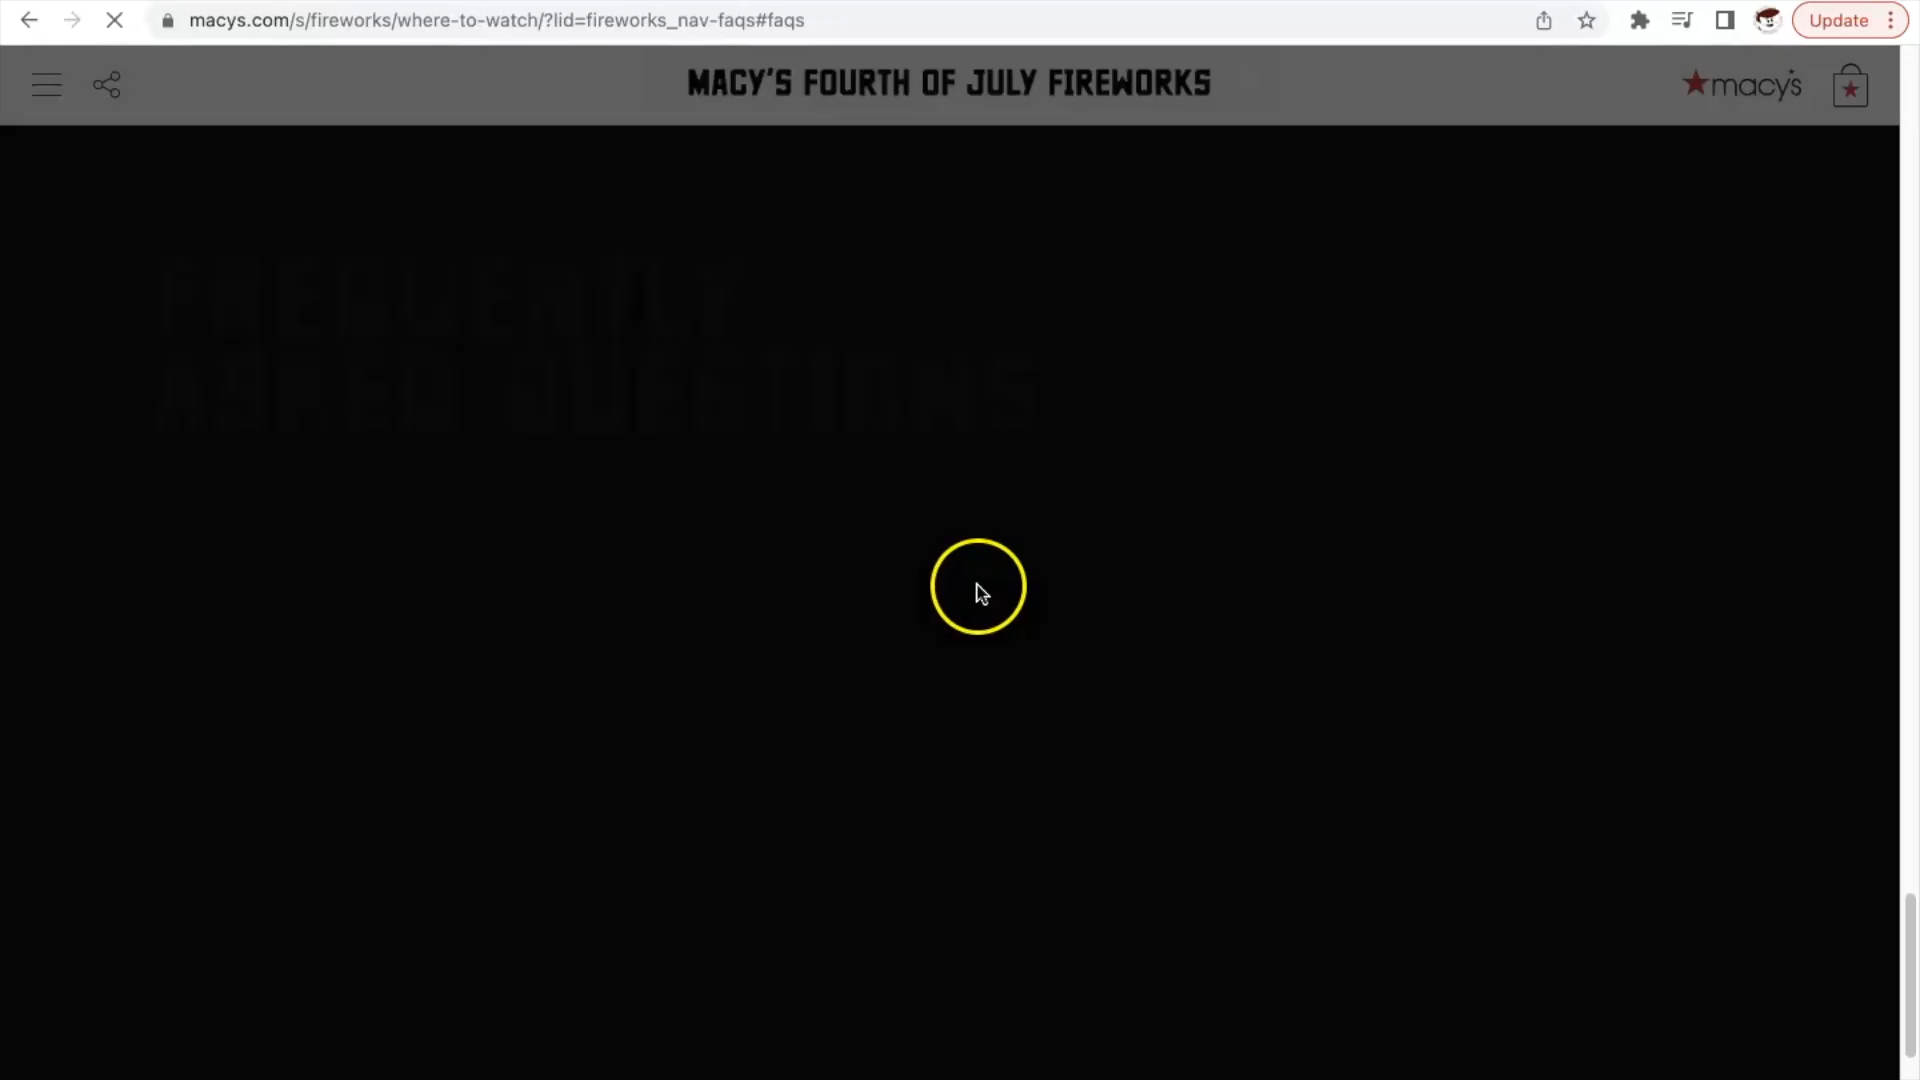 macys.com/s/fireworks/where-to-watch/?lid=fireworks_nav-faqs#faqs
Update
MACY'S FOURTH OF JULY FIREWORKS
macy's
FREQUENTLY
ASKED QUESTIONS